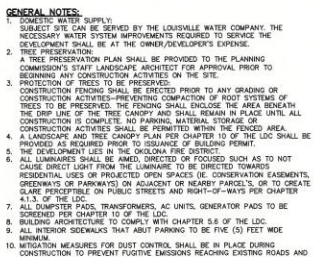 GENERAL NOTES:
1. DOMESTIC WATER SUPPLY:
SUBJECT SITE CAN BE SERVED BY THE LOUISVILLE WATER COMPANY. THE
NECESSARY WATER SYSTEM IMPROVEMENTS REQUIRED TO SERVICE THE
DEVELOPMENT SHALL BE AT THE OWNER/DEVELOPER'S EXPENSE.
2. TREE PRESERVATION:
A TREE PRESERVATION PLAN SHALL BE PROVIDED TO THE PLANNING
COMMISSION'S STAFF LANDSCAPE ARCHITECT FOR APPROVAL PRIOR TO
BEGINNING ANY CONSTRUCTION ACTIVITIES ON THE SITE.
3. PROTECTION OF TREES TO BE PRESERVED:
CONSTRUCTION FENCING SHALL BE ERECTED PRIOR TO ANY GRADING OR
CONSTRUCTION ACTIVITIES-PREVENTING COMPACTION OF ROOT SYSTEMS OF
TREES TO BE PRESERVED. THE FENCING SHALL ENCLOSE THE AREA BENEATH
THE DRIP LINE OF THE TREE CANOPY AND SHALL REMAIN IN PLACE UNTIL ALL
CONSTRUCTION IS COMPLETE. NO PARKING, MATERIAL STORAGE OR
CONSTRUCTION ACTIVITIES SHALL BE PERMITTED WITHIN THE FENCED AREA.
4. A LANDSCAPE AND TREE CANOPY PLAN PER CHAPTER 10 OF THE LDC SHALL BE
PROVIDED AS REQUIRED PRIOR TO ISSUANCE OF BUILDING PERMIT.
5. THE DEVELOPMENT LIES IN THE OKOLONA FIRE DISTRICT.
6. ALL LUMINAIRES SHALL BE AIMED, DIRECTED OR FOCUSED SUCH AS TO NOT
CAUSE DIRECT LIGHT FROM THE LUMINAIRE TO BE DIRECTED TOWARDS
RESIDENTIAL USES OR PROJECTED OPEN SPACES (IE. CONSERVATION EASEMENTS,
GREENWAYS OR PARKWAYS) ON ADJACENT OR NEARBY PARCEL'S, OR TO CREATE
GLARE PERCEPTIBLE ON PUBLIC STREETS AND RIGHT-OF-WAYS PER CHAPTER
4.1.3. OF THE LDC.
7. ALL DUMPSTER PADS, TRANSFORMERS, AC UNITS, GENERATOR PADS TO BE
SCREENED PER CHAPTER 10 OF THE LDC.
8. BUILDING ARCHITECTURE TO COMPLY WITH CHAPTER 5.6 OF THE LDC.
9. ALL INTERIOR SIDEWALKS THAT ABUT PARKING TO BE FIVE (5) FEET WIDE
MINIMUM.
10. MITIGATION MEASURES FOR DUST CONTROL SHALL BE IN PLACE DURING
CONSTRUCTION TO PREVENT FUGITIVE EMISSIONS REACHING EXISTING ROADS AND